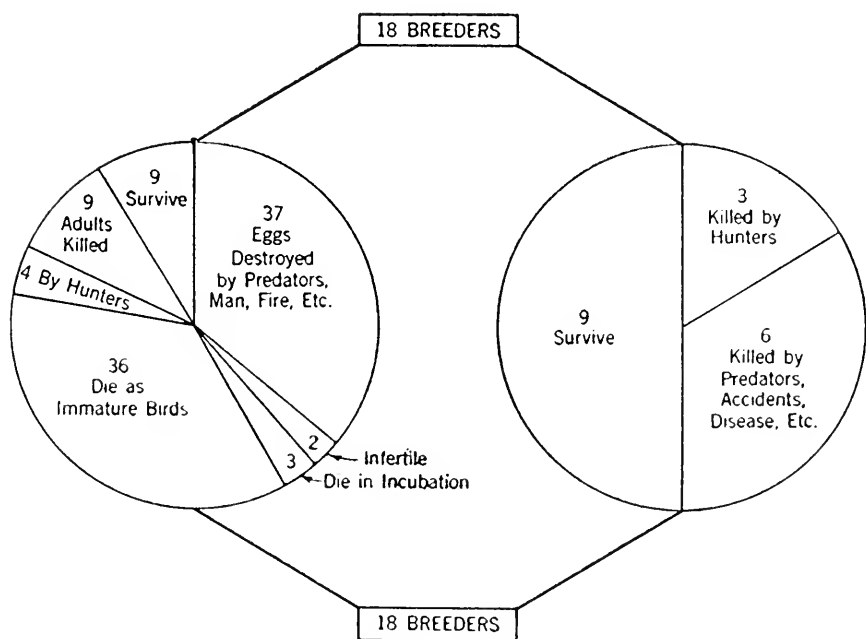 18 BREEDERS
9
Survive
9
Adults
Killed
4 By Hunters
36
Die as
Immature Birds
37
Eggs
Destroyed
by Predators,
Man, Fire, Etc.
2
3
Infertile
Die in Incubation
9
Survive
3
Killed by
Hunters
6
Killed by
Predators,
Accidents,
Disease, Etc.
18 BREEDERS